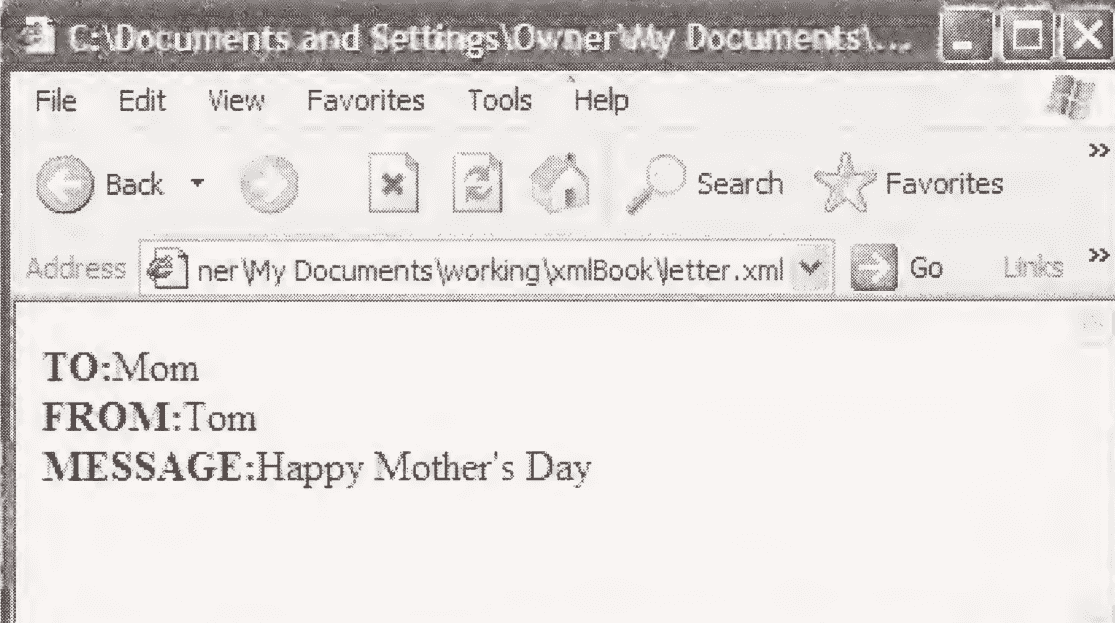 C:\Documents and Settings\Owner\My Documents\...
File Edit View Favorites Tools Help
Back Search Favorites »
Address ner\My Documents\working\xmlBook\letter.xml Go Links »
TO:Mom
FROM:Tom
MESSAGE:Happy Mother's Day